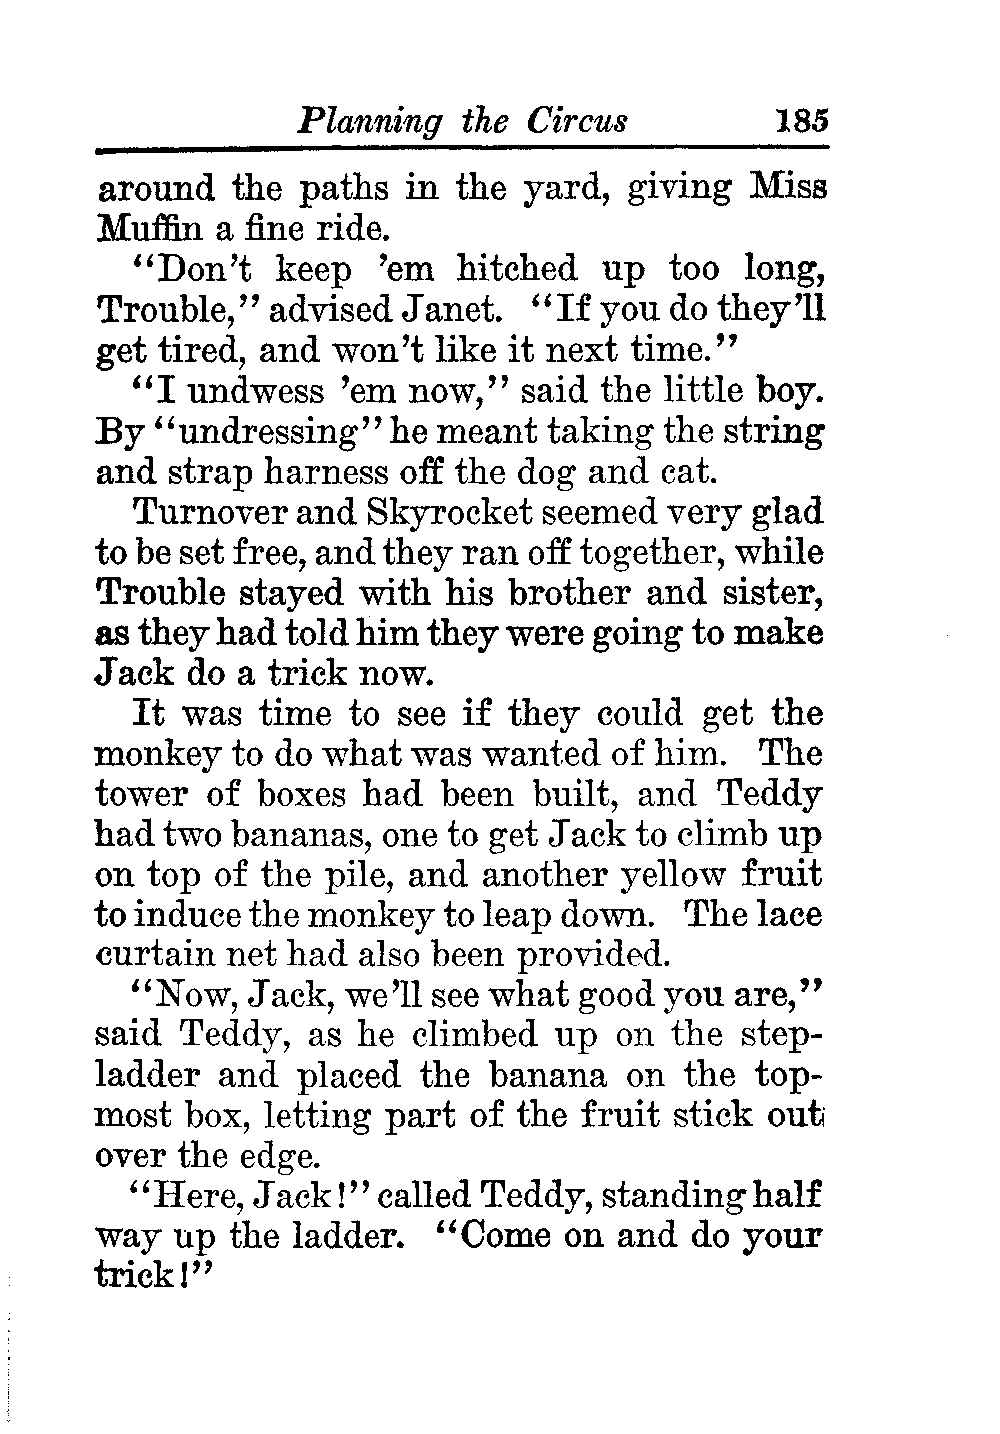 Planning the Circus 185
around the paths in the yard, giving Miss
Muffin a fine ride.
"Don't keep 'em hitched up too long,
Trouble," advised Janet. "If you do they'll
get tired, and won't like it next time."
"I undwess 'em now," said the little boy.
By "undressing" he meant taking the string
and strap harness off the dog and cat.
Turnover and Skyrocket seemed very glad
to be set free, and they ran off together, while
Trouble stayed with his brother and sister,
as they had told him they were going to make
Jack do a trick now.
It was time to see if they could get the
monkey to do what was wanted of him. The
tower of boxes had been built, and Teddy
had two bananas, one to get Jack to climb up
on top of the pile, and another yellow fruit
to induce the monkey to leap down. The lace
curtain net had also been provided.
"Now, Jack, we'll see what good you are,"
said Teddy, as he climbed up on the step-
ladder and placed the banana on the top-
most box, letting part of the fruit stick out
over the edge.
"Here, Jack!" called Teddy, standing half
way up the ladder. "Come on and do your
trick!"